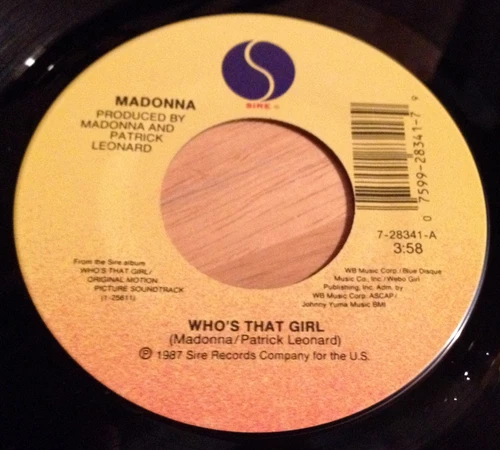 SIRE ®
MADONNA
PRODUCED BY
MADONNA AND
PATRICK
LEONARD
0 7599-28341-7 9
7-28341-A
3:58
From the Sire album
WHO'S THAT GIRL/
ORIGINAL MOTION
PICTURE SOUNDTRACK
(1-25611)
WB Music Corp./Blue Disque
Music Co., Inc./Webo Girl
Publishing, Inc. Adm. by
WB Music Corp. ASCAP/
Johnny Yuma Music BMI
WHO'S THAT GIRL
(Madonna/Patrick Leonard)
℗ 1987 Sire Records Company for the U.S.